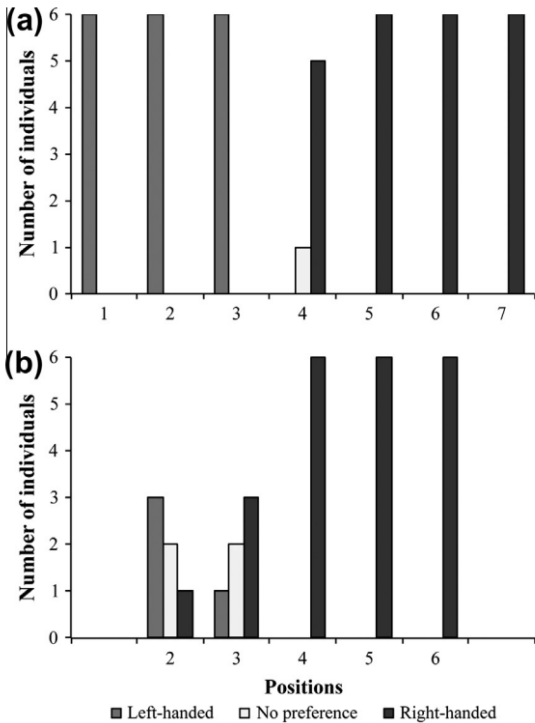 (a)
Number of individuals
6
5
4
3
2
1
0
1 2 3 4 5 6 7
(b)
Number of individuals
6
5
4
3
2
1
0
2 3 4 5 6
Positions
Left-handed No preference Right-handed